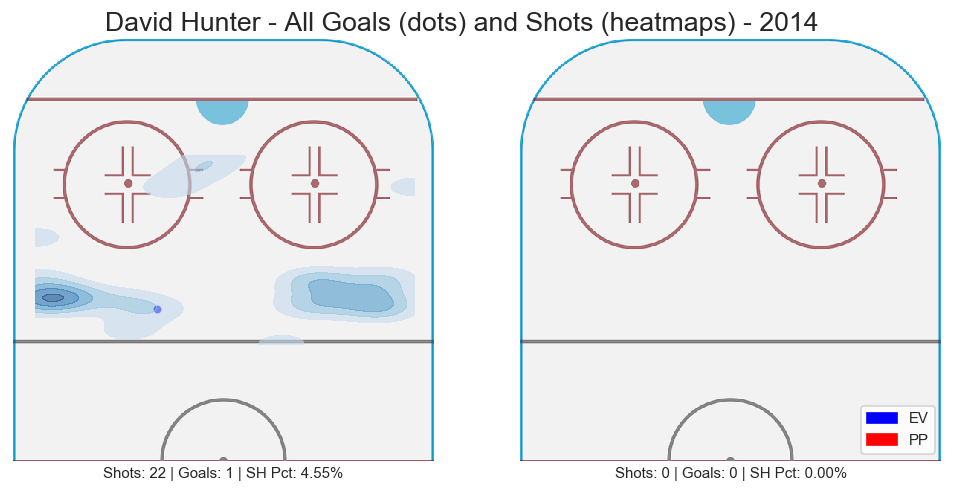 David Hunter - All Goals (dots) and Shots (heatmaps) - 2014
EV
PP
Shots: 22 | Goals: 1 | SH Pct: 4.55%
Shots: 0 | Goals: 0 | SH Pct: 0.00%